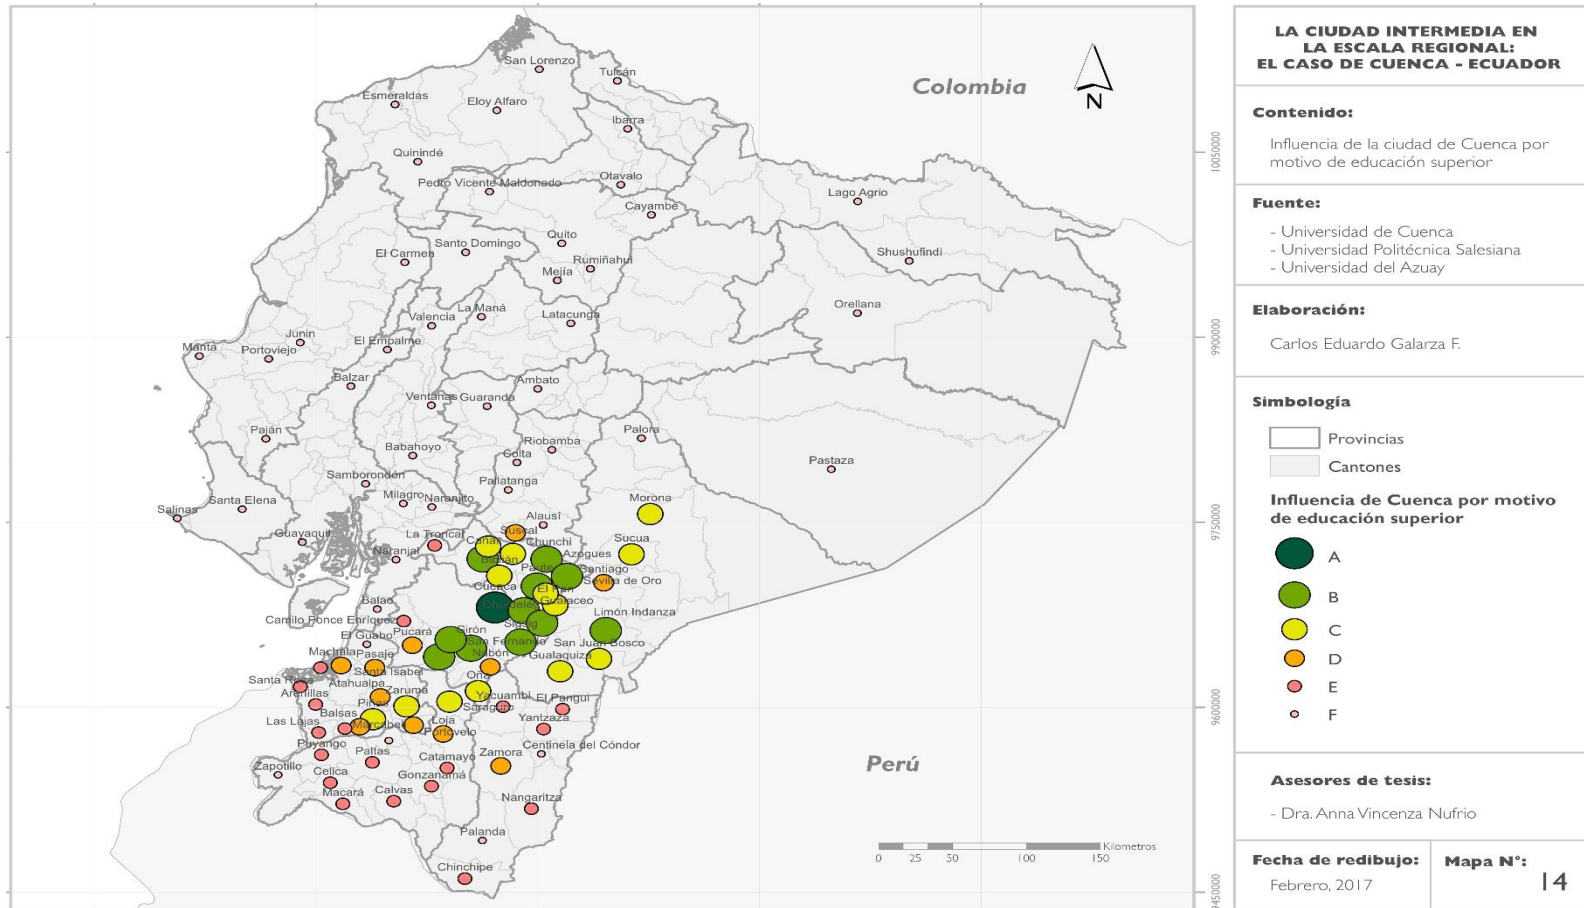 San Lorenzo
Tulcán
Colombia
N
Esmeraldas
Eloy Alfaro
Ibarra
Quinindé
Otavalo
Pedro Vicente Maldonado
Lago Agrio
Cayambe
Quito
Santo Domingo
El Carmen
Shushufindi
Rumiñahui
Mejía
Orellana
La Maná
Valencia
Latacunga
Junin
El Empalme
Manta
Portoviejo
Balzar
Ambato
Ventanas
Guaranda
Paján
Riobamba
Palora
Babahoyo
Colta
Pastaza
Samborondén
Pallatanga
Milagro
Naranjito
Morona
Santa Elena
Salinas
Alausí
Suscal
Guayaquil
La Troncal
Cañar
Chunchi
Sucua
Naranjal
Biblián
Azogues
Paute
Santiago
Sevilla de Oro
Cuenca
El Pan
Chordeleg
Gualaceo
Balao
Limón Indanza
Camilo Ponce Enríquez
Sigsig
Pucará
Girón
El Guabo
San Fernando
San Juan Bosco
Machala
Pasaje
Nabón
Gualaquiza
Santa Isabel
Santa Rosa
Oña
Atahualpa
Arenillas
Zaruma
Yacuambi
El Pangui
Piñas
Saraguro
Balsas
Las Lajas
Marcabelí
Loja
Yantzaza
Portovelo
Puyango
Paltas
Centinela del Cóndor
Zapotillo
Catamayo
Zamora
Perú
Celica
Gonzanamá
Macará
Calvas
Nangaritza
Palanda
Chinchipe
Kilometros
0 25 50 100 150
10050000
9900000
9750000
9600000
9450000
LA CIUDAD INTERMEDIA EN
LA ESCALA REGIONAL:
EL CASO DE CUENCA - ECUADOR
Contenido:
Influencia de la ciudad de Cuenca por
motivo de educación superior
Fuente:
- Universidad de Cuenca
- Universidad Politécnica Salesiana
- Universidad del Azuay
Elaboración:
Carlos Eduardo Galarza F.
Simbología
Provincias
Cantones
Influencia de Cuenca por motivo
de educación superior
A
B
C
D
E
F
Asesores de tesis:
- Dra. Anna Vincenza Nufrio
Fecha de redibujo:
Febrero, 2017
Mapa N°:
14